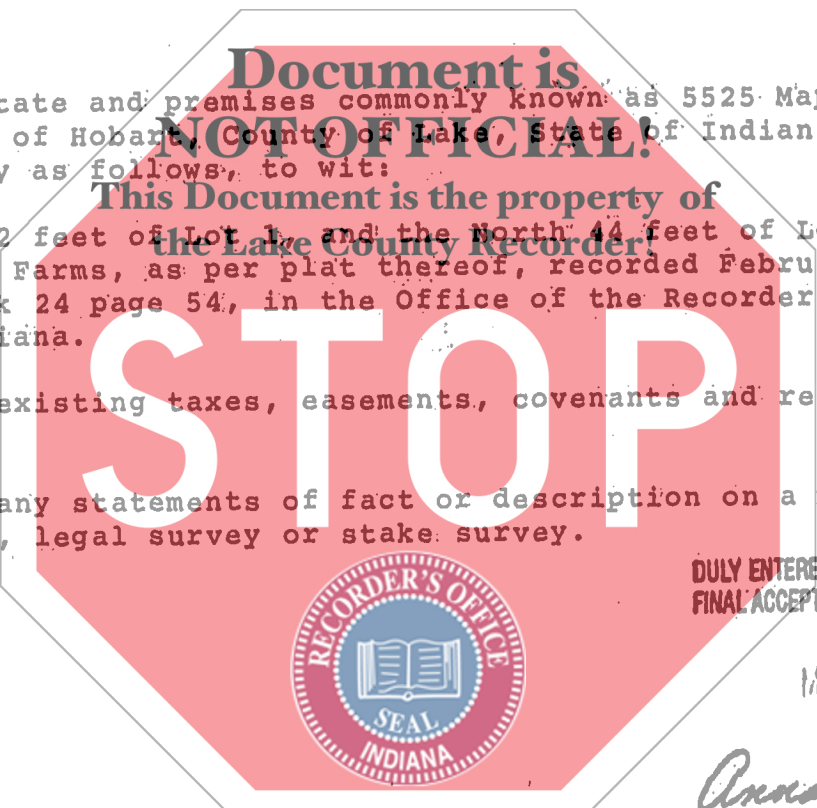 Document is
tate and premises commonly known as 5525 Map
of Hobart, County of Lake, State of Indian
NOT OFFICIAL!
y as follows, to wit:
This Document is the property of
2 feet of Lot 1, and the North 44 feet of L
the Lake County Recorder!
Farms, as per plat thereof, recorded Febru
k 24 page 54, in the Office of the Recorder
iana.
STOP
existing taxes, easements, covenants and re
any statements of fact or description on a
, legal survey or stake survey.
DULY ENTERE
FINAL ACCEPT
RECORDER'S OFFICE
SEAL
INDIANA
Anna